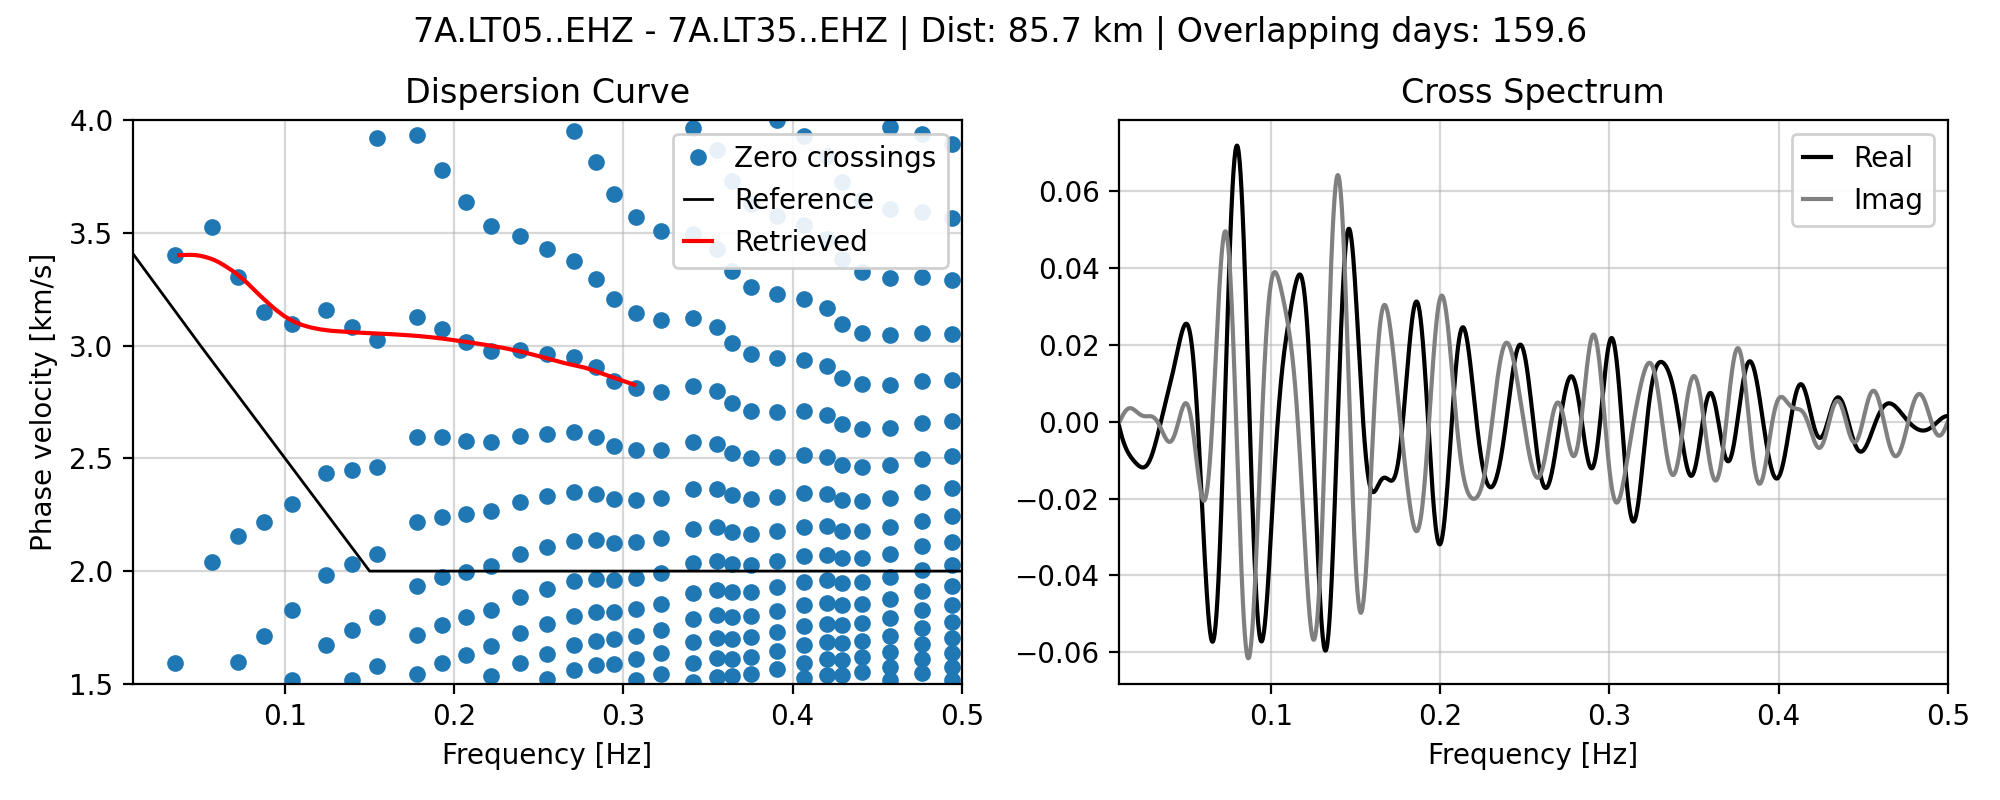 7A.LT05..EHZ - 7A.LT35..EHZ | Dist: 85.7 km | Overlapping days: 159.6
Dispersion Curve
4.0
3.5
3.0
2.5
2.0
1.5
Phase velocity [km/s]
0.1 0.2 0.3 0.4 0.5
Frequency [Hz]
Zero crossings
Reference
Retrieved
Cross Spectrum
0.06
0.04
0.02
0.00
−0.02
−0.04
−0.06
0.1 0.2 0.3 0.4 0.5
Frequency [Hz]
Real
Imag